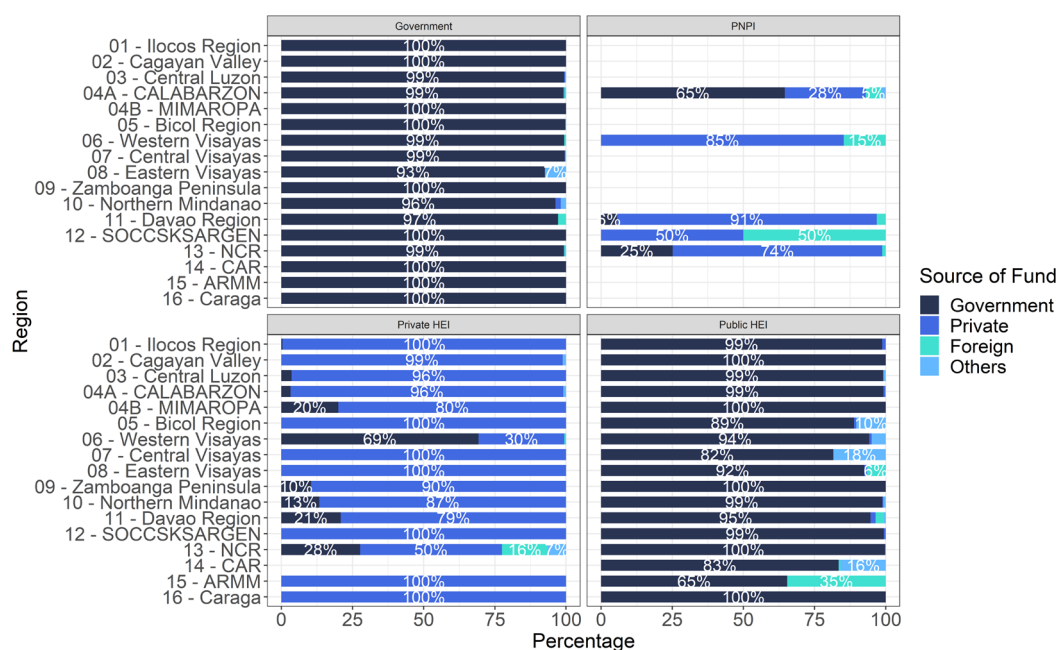 Government
PNPI
01 - Ilocos Region
100%
02 - Cagayan Valley
100%
03 - Central Luzon
99%
04A - CALABARZON
99%
65%
28%
5%
04B - MIMAROPA
100%
05 - Bicol Region
100%
06 - Western Visayas
99%
85%
15%
07 - Central Visayas
99%
08 - Eastern Visayas
93%
7%
09 - Zamboanga Peninsula
100%
10 - Northern Mindanao
96%
11 - Davao Region
97%
6%
91%
12 - SOCCSKSARGEN
100%
50%
50%
13 - NCR
99%
25%
74%
14 - CAR
100%
15 - ARMM
100%
16 - Caraga
100%
Region
Private HEI
Public HEI
01 - Ilocos Region
100%
99%
02 - Cagayan Valley
99%
100%
03 - Central Luzon
96%
99%
04A - CALABARZON
96%
99%
04B - MIMAROPA
20%
80%
100%
05 - Bicol Region
100%
89%
10%
06 - Western Visayas
69%
30%
94%
07 - Central Visayas
100%
82%
18%
08 - Eastern Visayas
100%
92%
6%
09 - Zamboanga Peninsula
10%
90%
100%
10 - Northern Mindanao
13%
87%
99%
11 - Davao Region
21%
79%
95%
12 - SOCCSKSARGEN
100%
99%
13 - NCR
28%
50%
16%
7%
100%
14 - CAR
83%
16%
15 - ARMM
100%
65%
35%
16 - Caraga
100%
100%
0
25
50
75
100
0
25
50
75
100
Percentage
Source of Fund
Government
Private
Foreign
Others